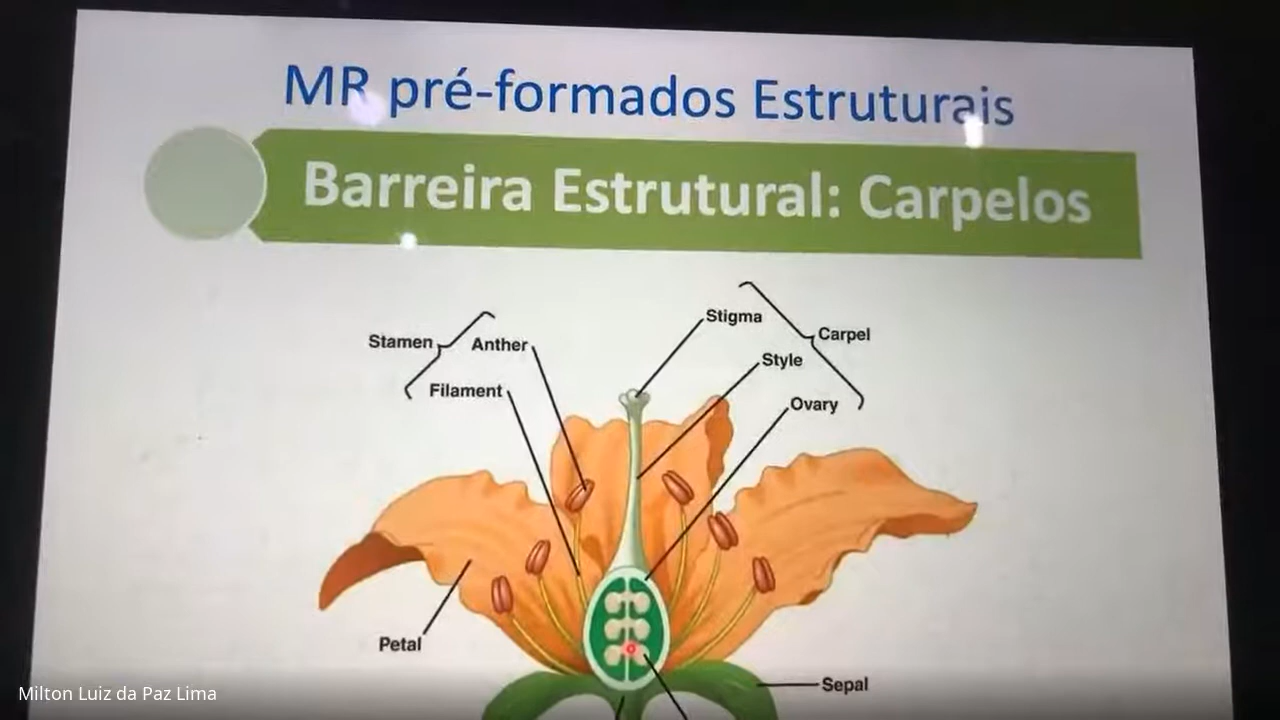 MR pré-formados Estruturais
Barreira Estrutural: Carpelos
Stigma
Carpel
Stamen
Anther
Style
Filament
Ovary
Petal
Sepal
Milton Luiz da Paz Lima